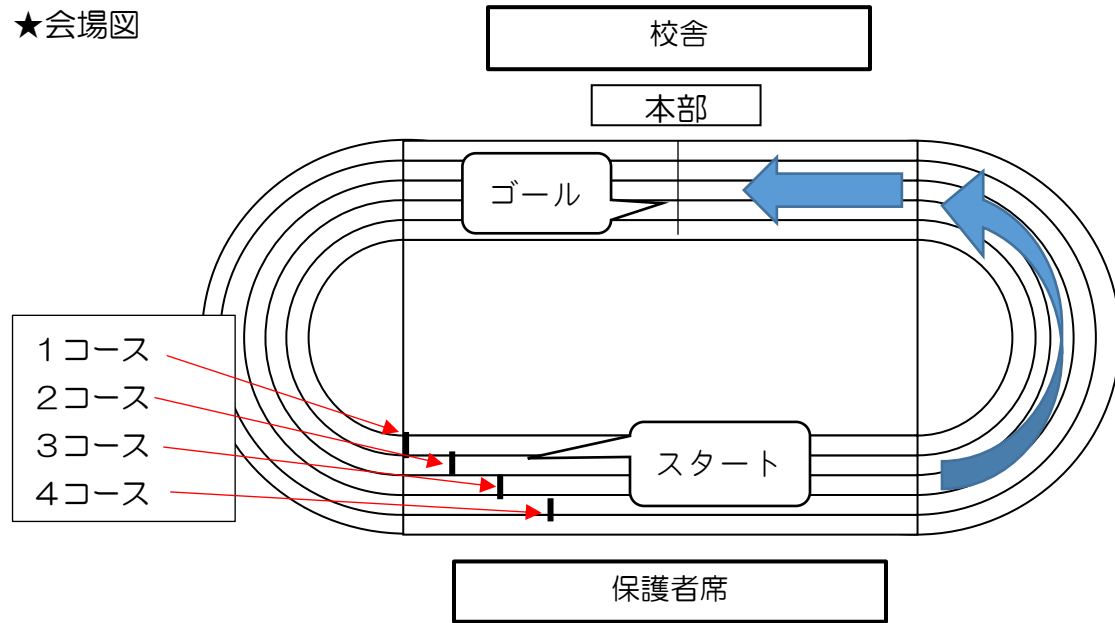 ★会場図
校舎
本部
ゴール
１コース
２コース
３コース
４コース
スタート
保護者席